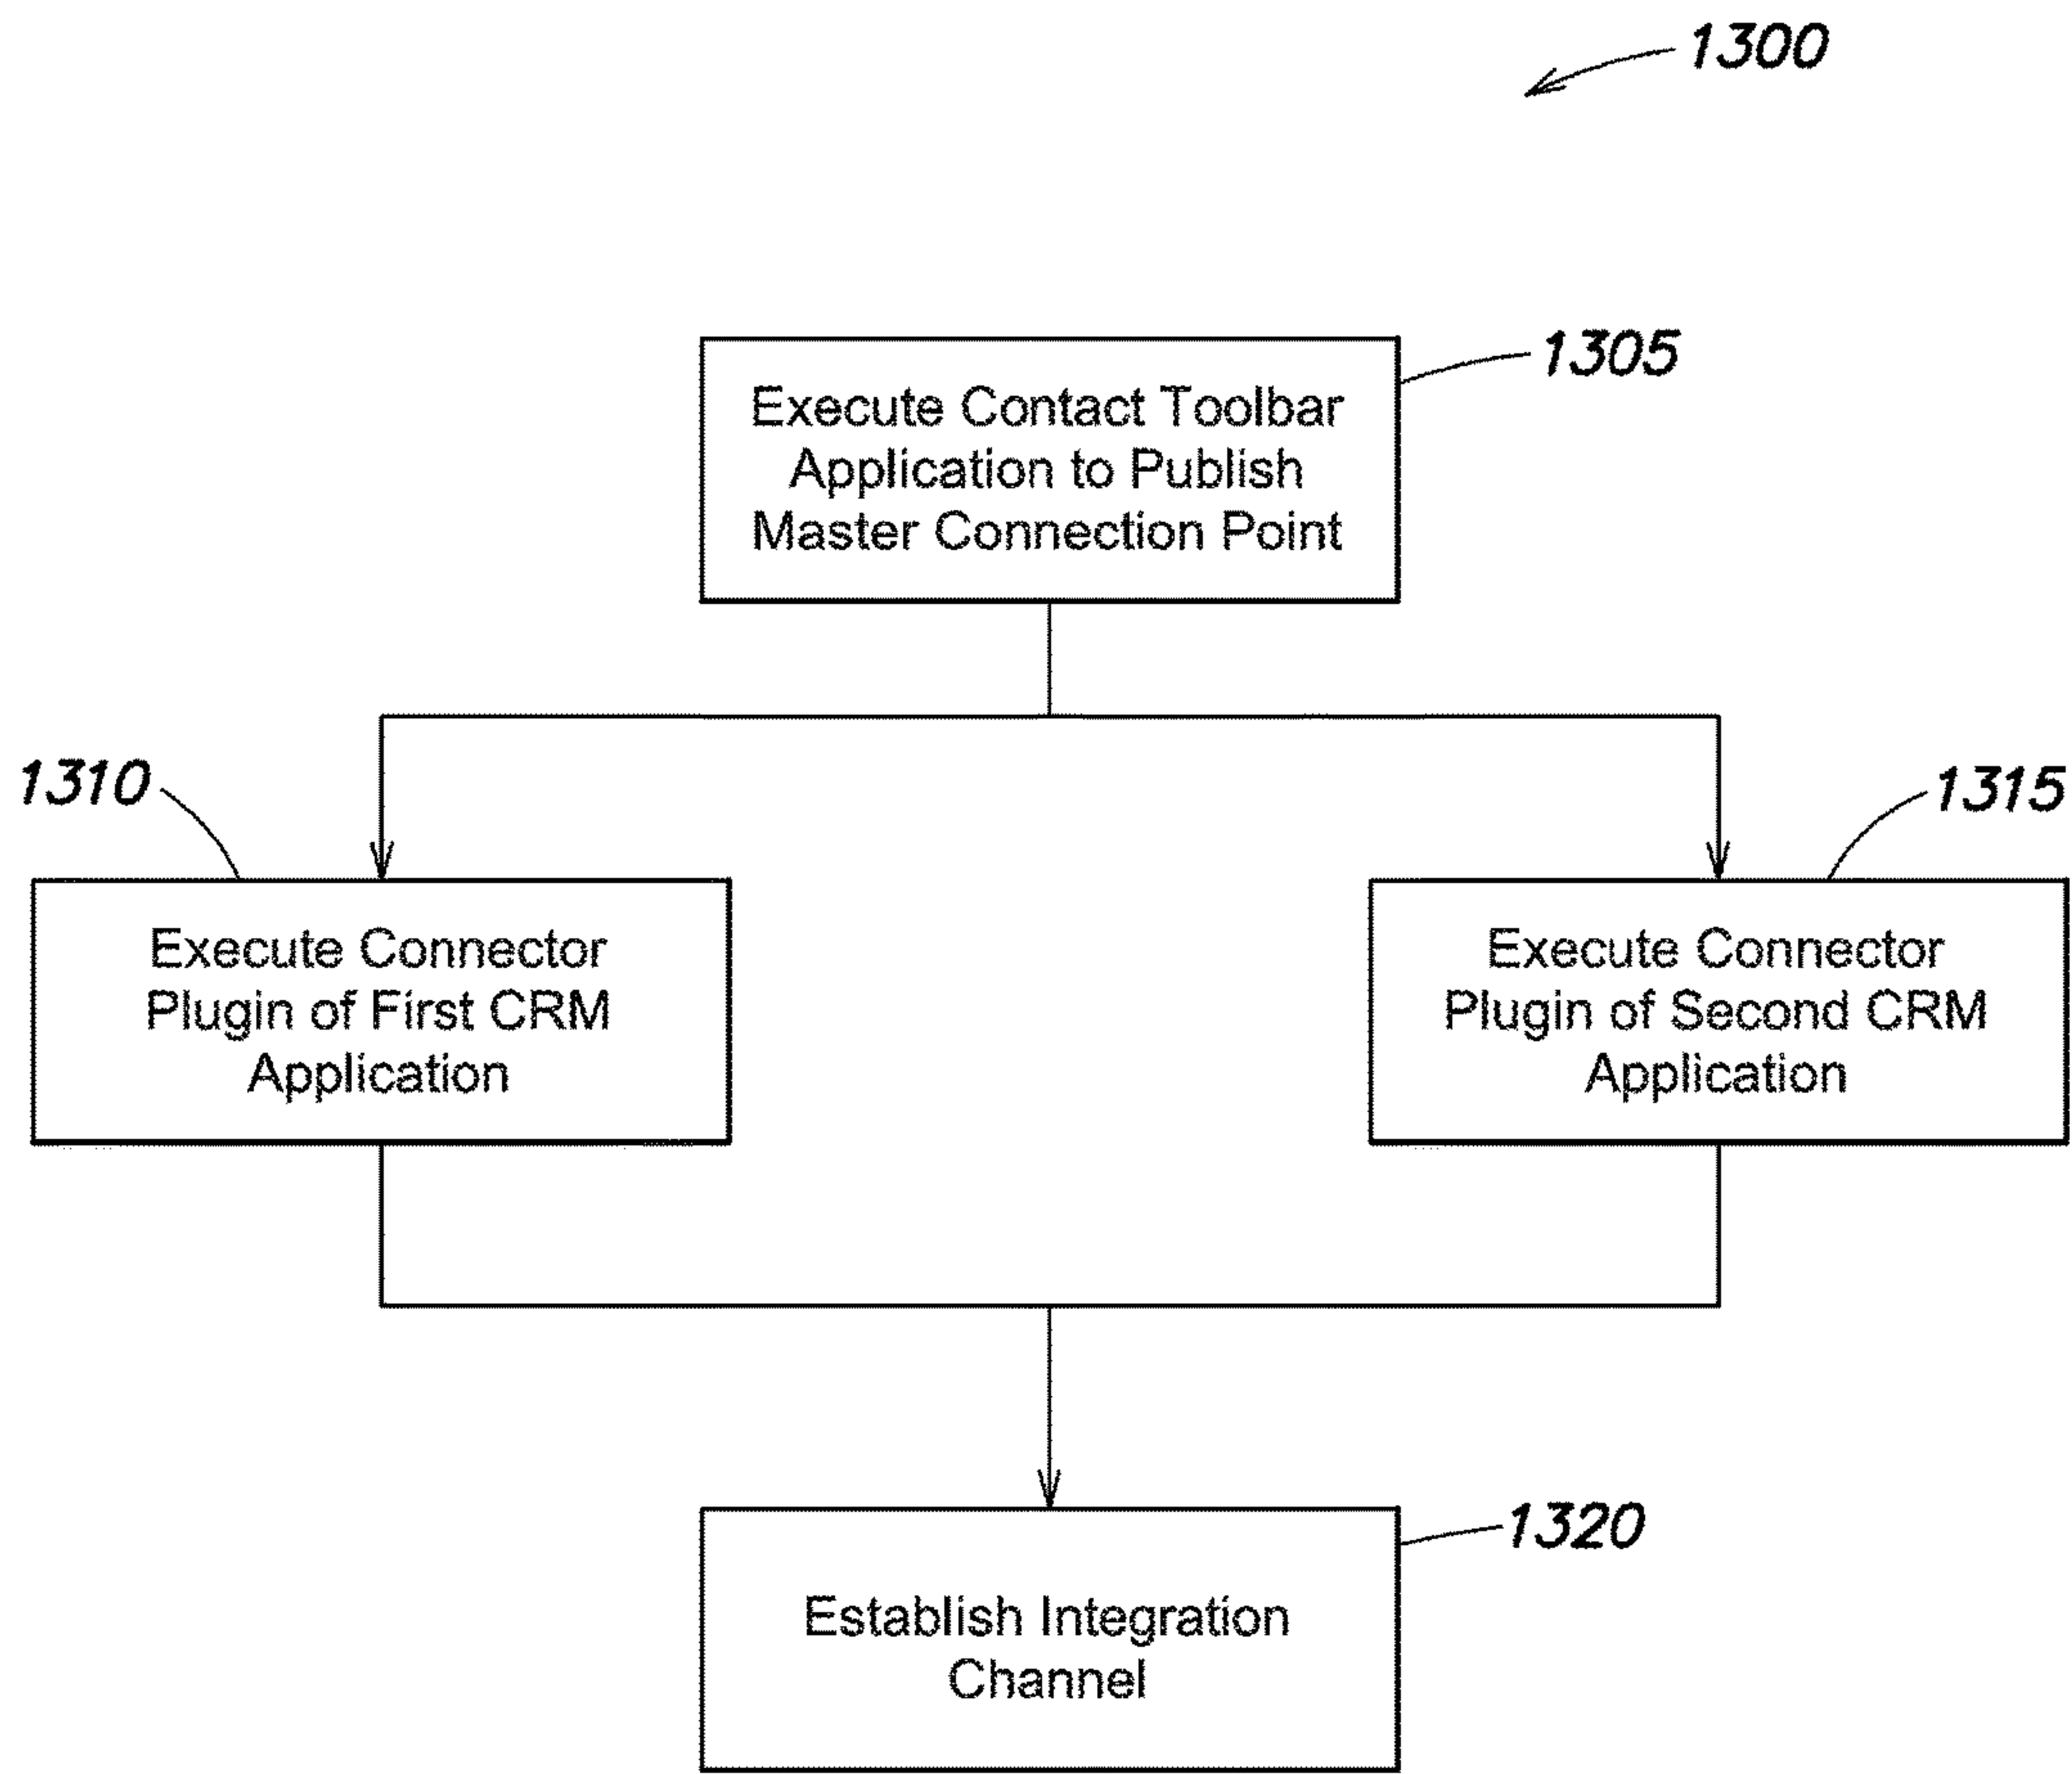 1300
1305
Execute Contact Toolbar
Application to Publish
Master Connection Point
1310
1315
Execute Connector
Plugin of First CRM
Application
Execute Connector
Plugin of Second CRM
Application
1320
Establish Integration
Channel